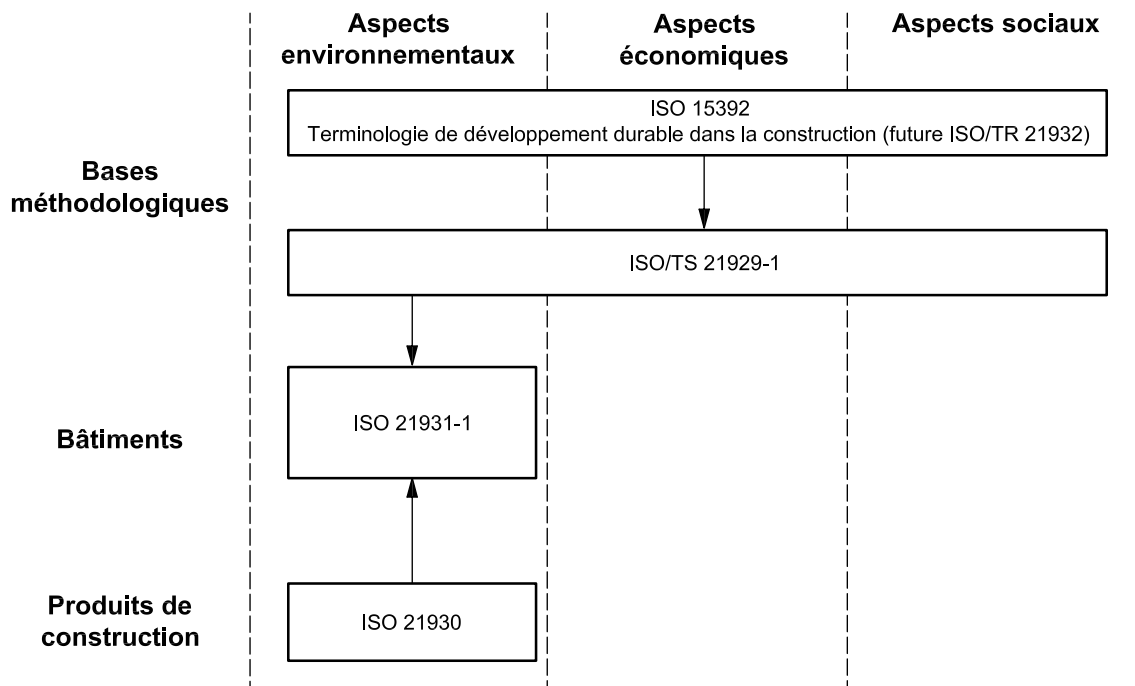 Aspects
environnementaux
Aspects
économiques
Aspects sociaux
ISO 15392
Terminologie de développement durable dans la construction (future ISO/TR 21932)
Bases
méthodologiques
ISO/TS 21929-1
ISO 21931-1
Bâtiments
Produits de
construction
ISO 21930